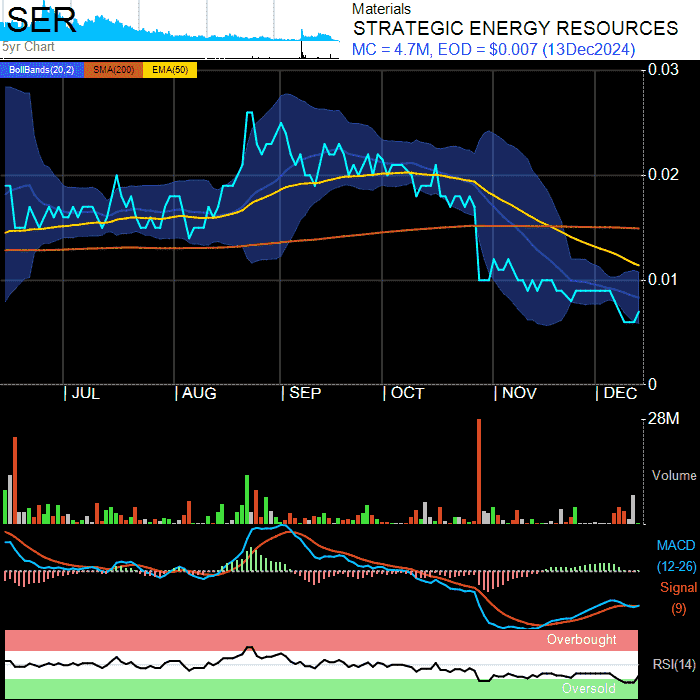 SER
5yr Chart
Materials
STRATEGIC ENERGY RESOURCES
MC = 4.7M, EOD = $0.007 (13Dec2024)
BollBands(20,2) SMA(200) EMA(50)
0.03
0.02
0.01
0
JUL AUG SEP OCT NOV DEC
28M
Volume
MACD
(12-26)
Signal
(9)
Overbought
RSI(14)
Oversold